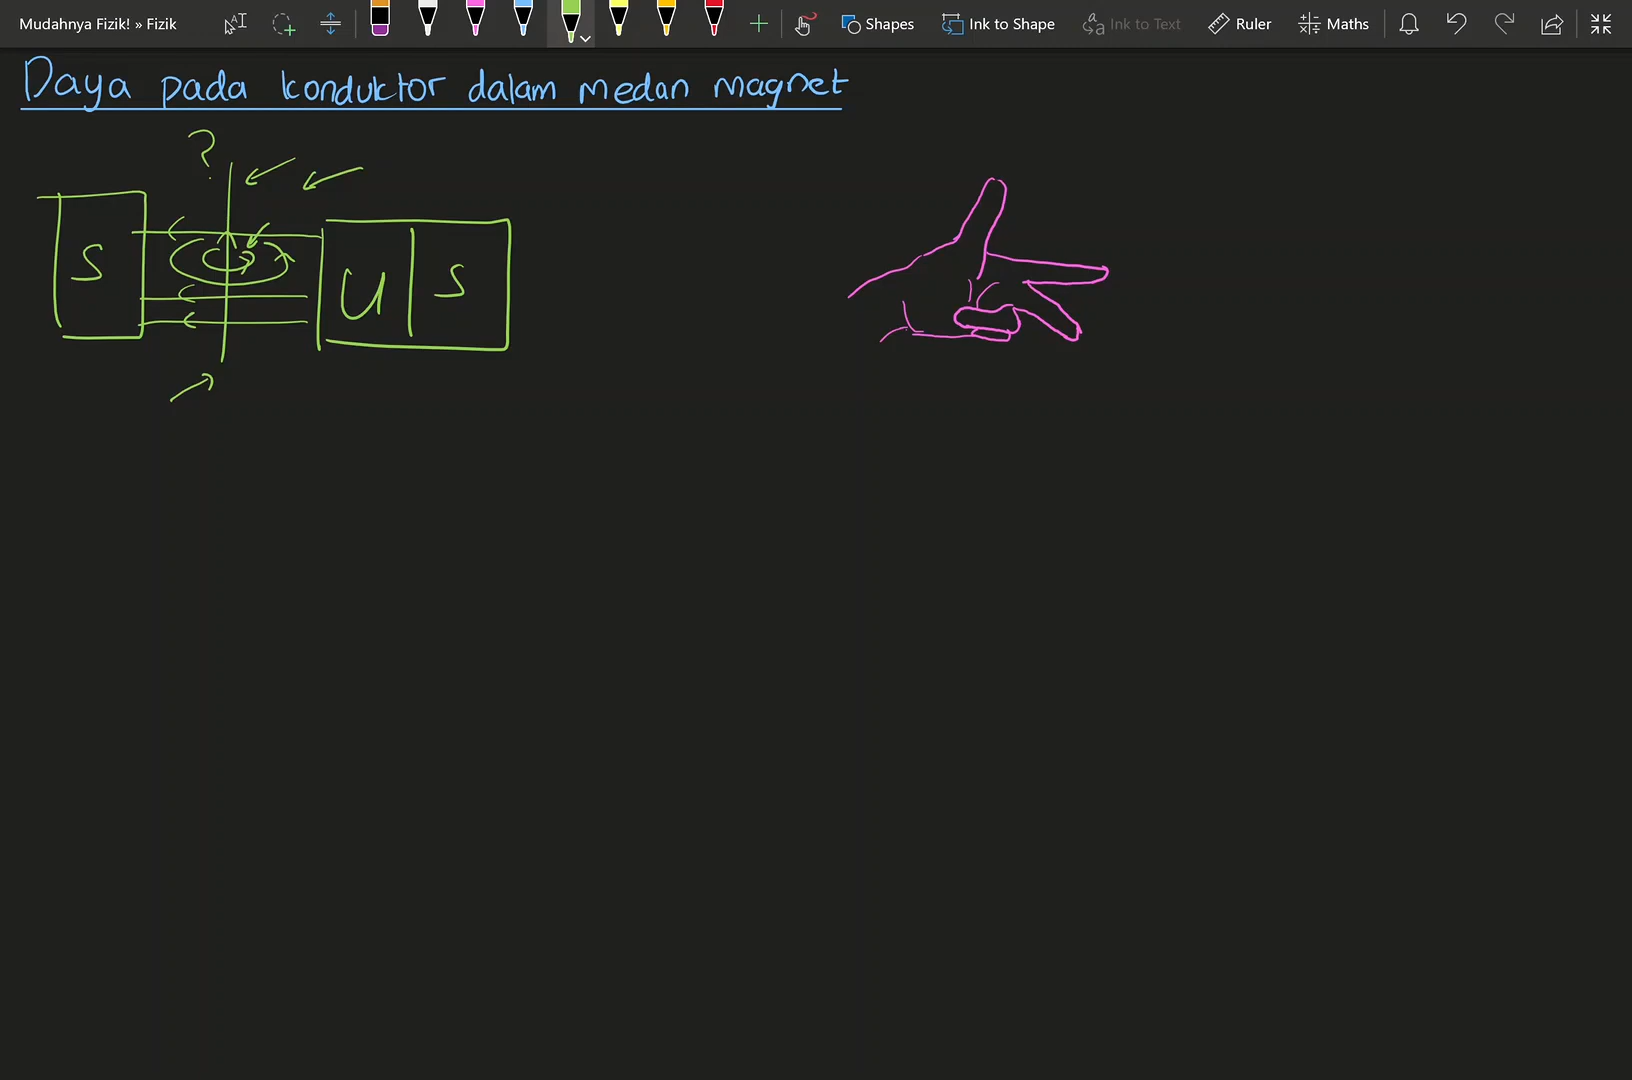 Mudahnya Fizik! » Fizik
Shapes
Ink to Shape
Ink to Text
Ruler
Maths
Daya pada konduktor dalam medan magnet
?
S
U
S